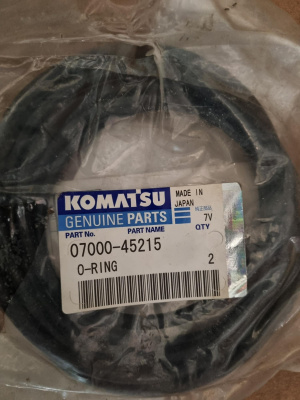 KOMATSU
MADE IN
JAPAN
GENUINE PARTS
7V
PART No. PART NAME QTY
07000-45215
O-RING 2